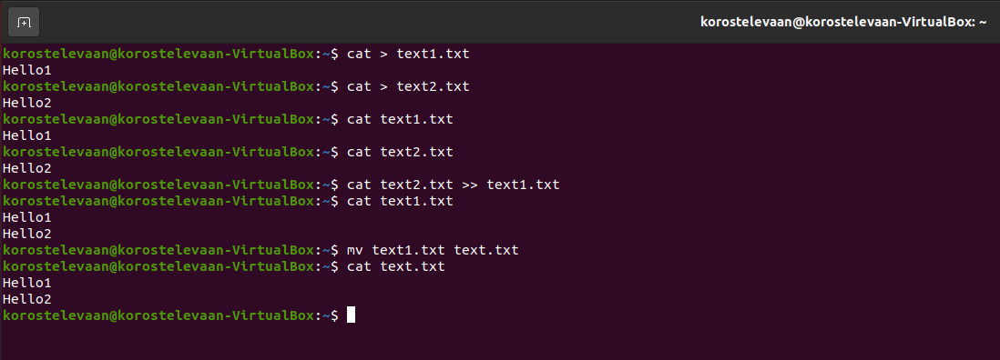 korostelevaan@korostelevaan-VirtualBox: ~
korostelevaan@korostelevaan-VirtualBox:~$ cat > text1.txt
Hello1
korostelevaan@korostelevaan-VirtualBox:~$ cat > text2.txt
Hello2
korostelevaan@korostelevaan-VirtualBox:~$ cat text1.txt
Hello1
korostelevaan@korostelevaan-VirtualBox:~$ cat text2.txt
Hello2
korostelevaan@korostelevaan-VirtualBox:~$ cat text2.txt >> text1.txt
korostelevaan@korostelevaan-VirtualBox:~$ cat text1.txt
Hello1
Hello2
korostelevaan@korostelevaan-VirtualBox:~$ mv text1.txt text.txt
korostelevaan@korostelevaan-VirtualBox:~$ cat text.txt
Hello1
Hello2
korostelevaan@korostelevaan-VirtualBox:~$